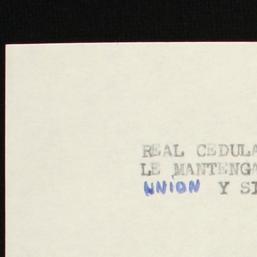 REAL CEDULA
LE MANTENGA
UNION Y SI